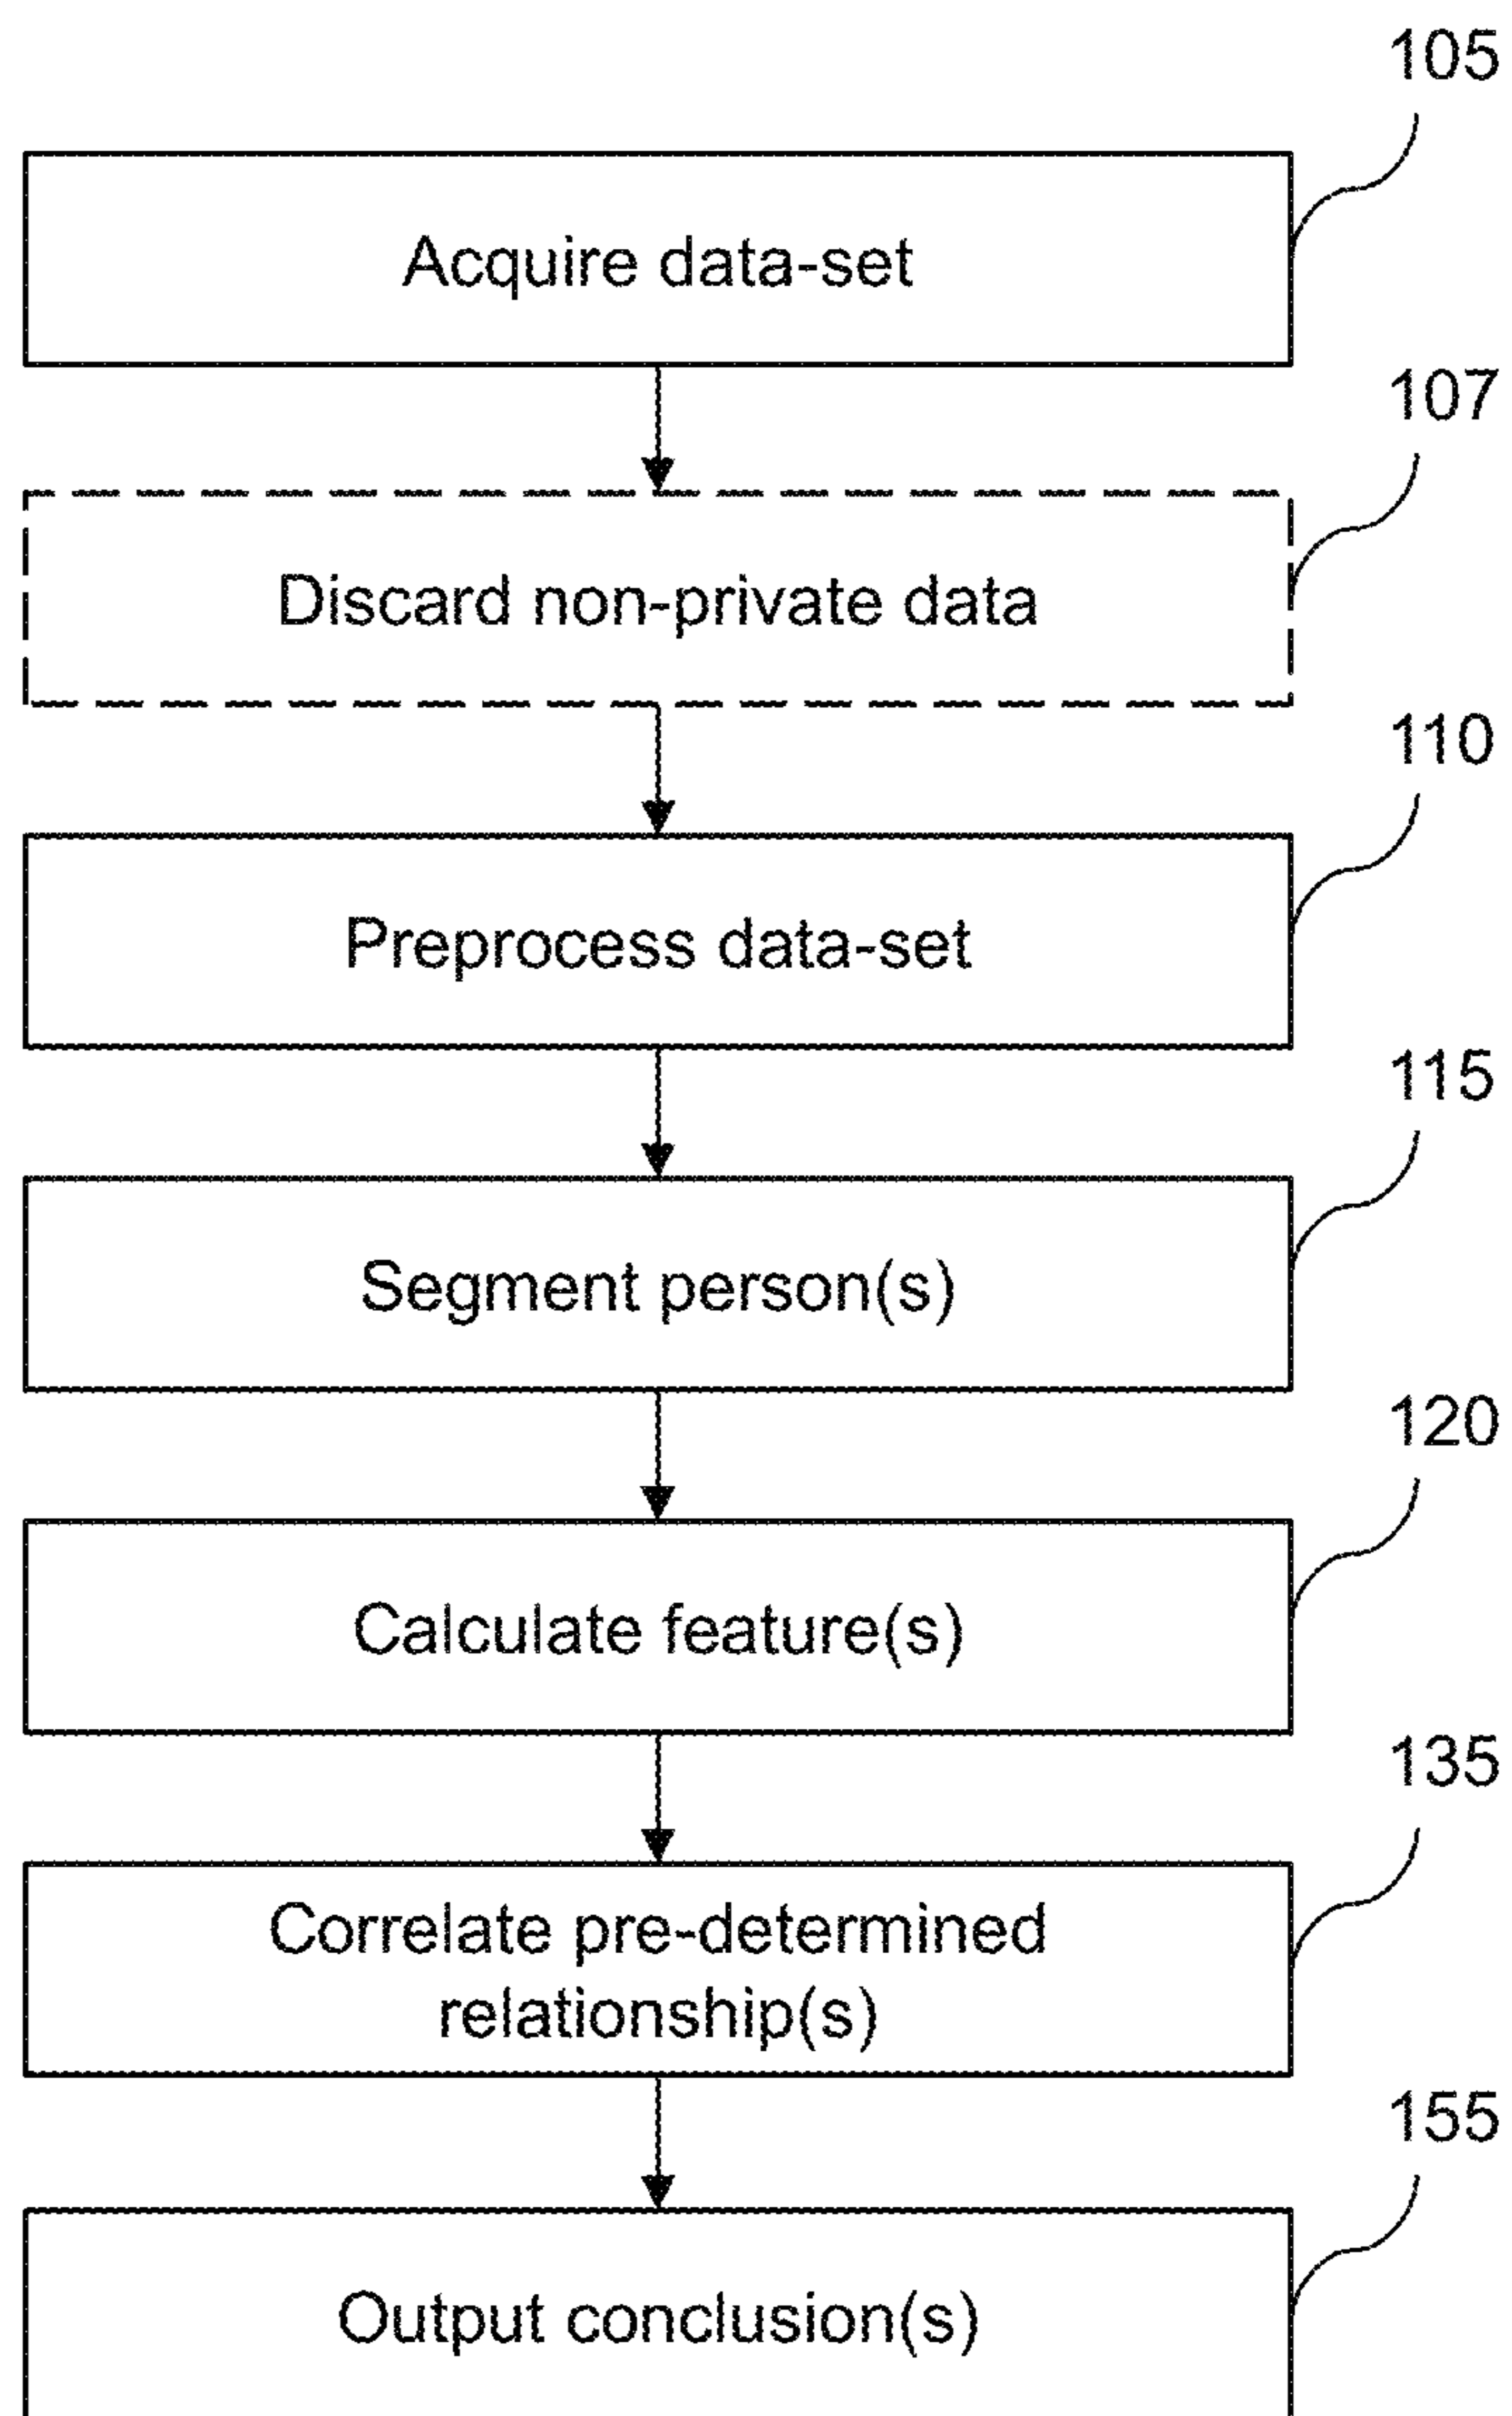 105
Acquire data-set
107
Discard non-private data
110
Preprocess data-set
115
Segment person(s)
120
Calculate feature(s)
135
Correlate pre-determined
relationship(s)
155
Output conclusion(s)